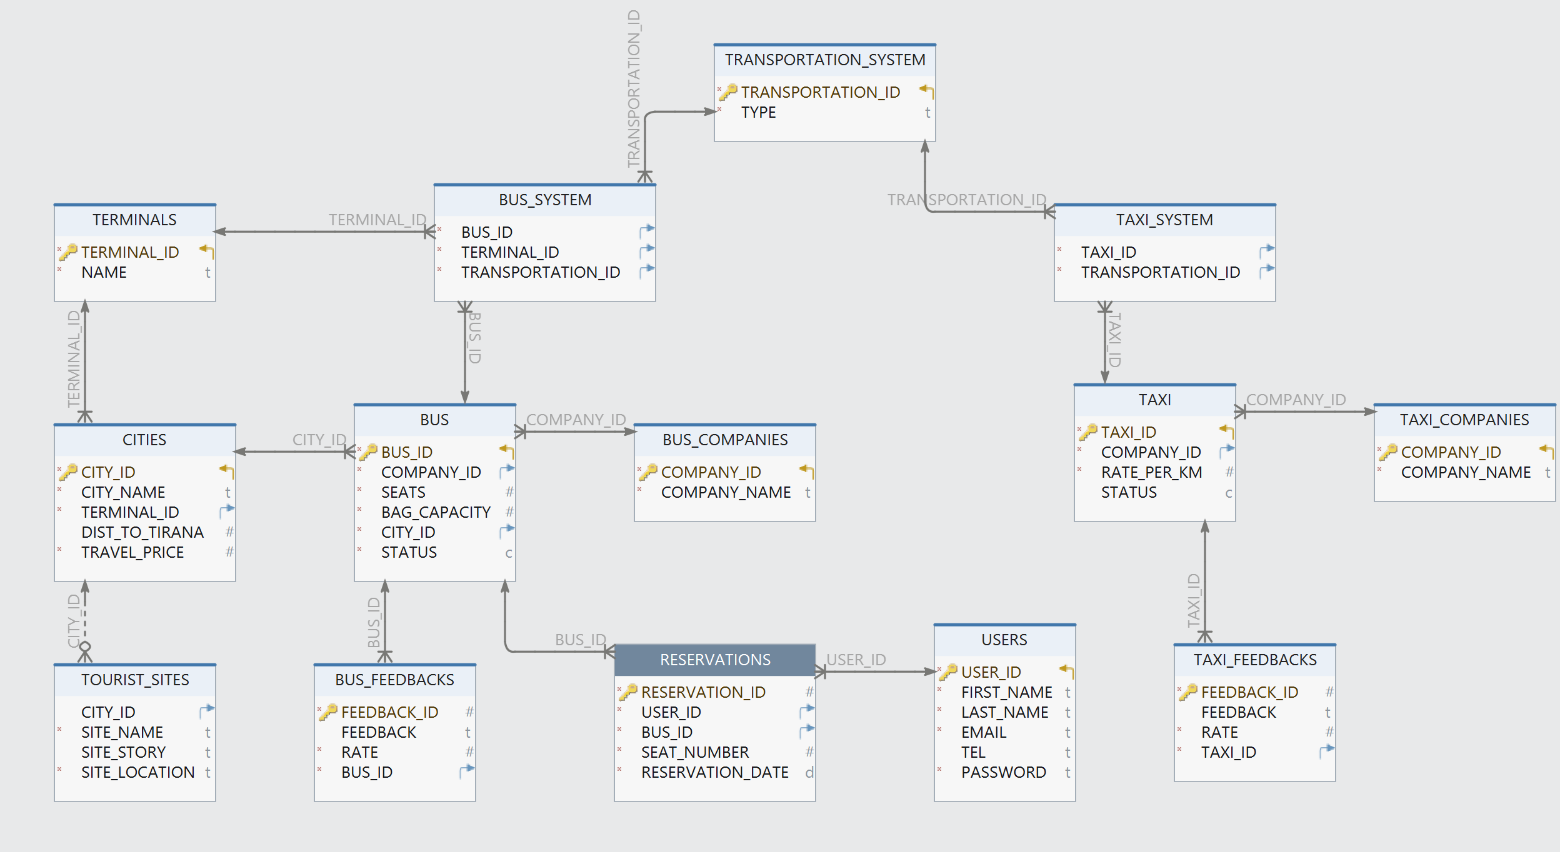 TRANSPORTATION_ID
TRANSPORTATION_SYSTEM
TRANSPORTATION_ID
TYPE t
TRANSPORTATION_ID
TERMINALS
TERMINAL_ID
NAME t
TERMINAL_ID
BUS_SYSTEM
BUS_ID
TERMINAL_ID
TRANSPORTATION_ID
TAXI_SYSTEM
TAXI_ID
TRANSPORTATION_ID
TERMINAL_ID
BUS_ID
TAXI_ID
CITIES
CITY_ID
CITY_NAME t
TERMINAL_ID
DIST_TO_TIRANA #
TRAVEL_PRICE #
CITY_ID
BUS
BUS_ID
COMPANY_ID
SEATS #
BAG_CAPACITY #
CITY_ID
STATUS c
COMPANY_ID
BUS_COMPANIES
COMPANY_ID
COMPANY_NAME t
TAXI
TAXI_ID
COMPANY_ID
RATE_PER_KM #
STATUS c
COMPANY_ID
TAXI_COMPANIES
COMPANY_ID
COMPANY_NAME t
CITY_ID
BUS_ID
BUS_ID
USER_ID
TAXI_ID
TOURIST_SITES
CITY_ID
SITE_NAME t
SITE_STORY t
SITE_LOCATION t
BUS_FEEDBACKS
FEEDBACK_ID #
FEEDBACK t
RATE #
BUS_ID
RESERVATIONS
RESERVATION_ID #
USER_ID
BUS_ID
SEAT_NUMBER #
RESERVATION_DATE d
USERS
USER_ID
FIRST_NAME t
LAST_NAME t
EMAIL t
TEL t
PASSWORD t
TAXI_FEEDBACKS
FEEDBACK_ID #
FEEDBACK t
RATE #
TAXI_ID